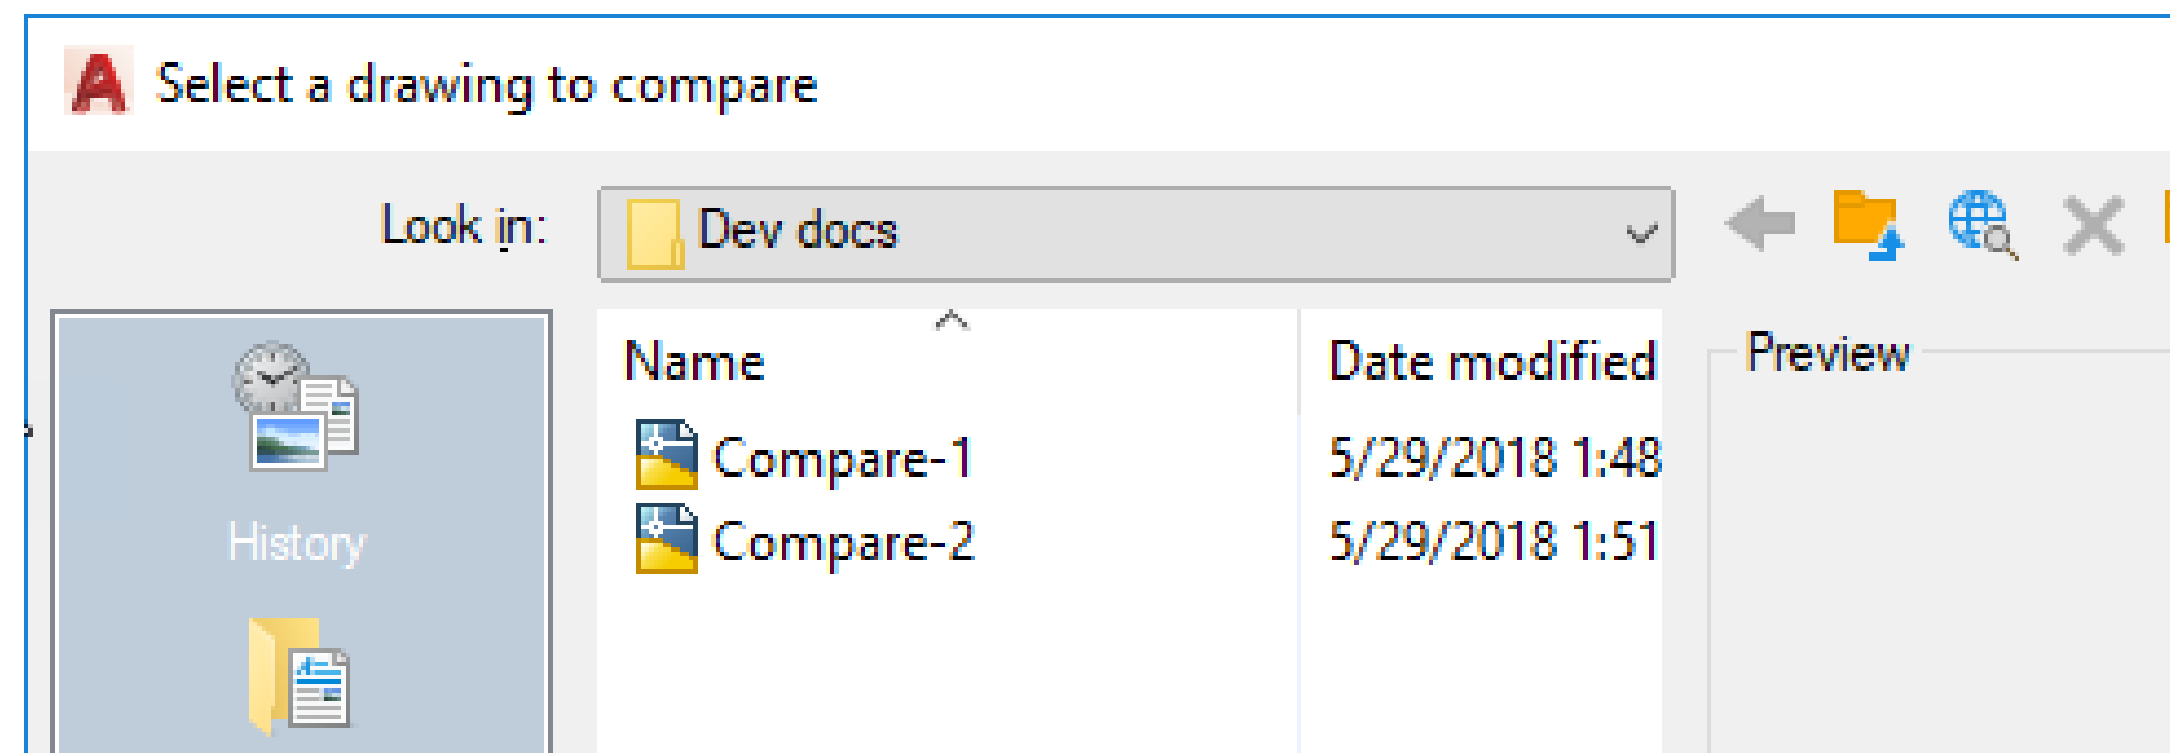 Select a drawing to compare
Look in: Dev docs
Name Date modified Preview
Compare-1 5/29/2018 1:48
Compare-2 5/29/2018 1:51
History